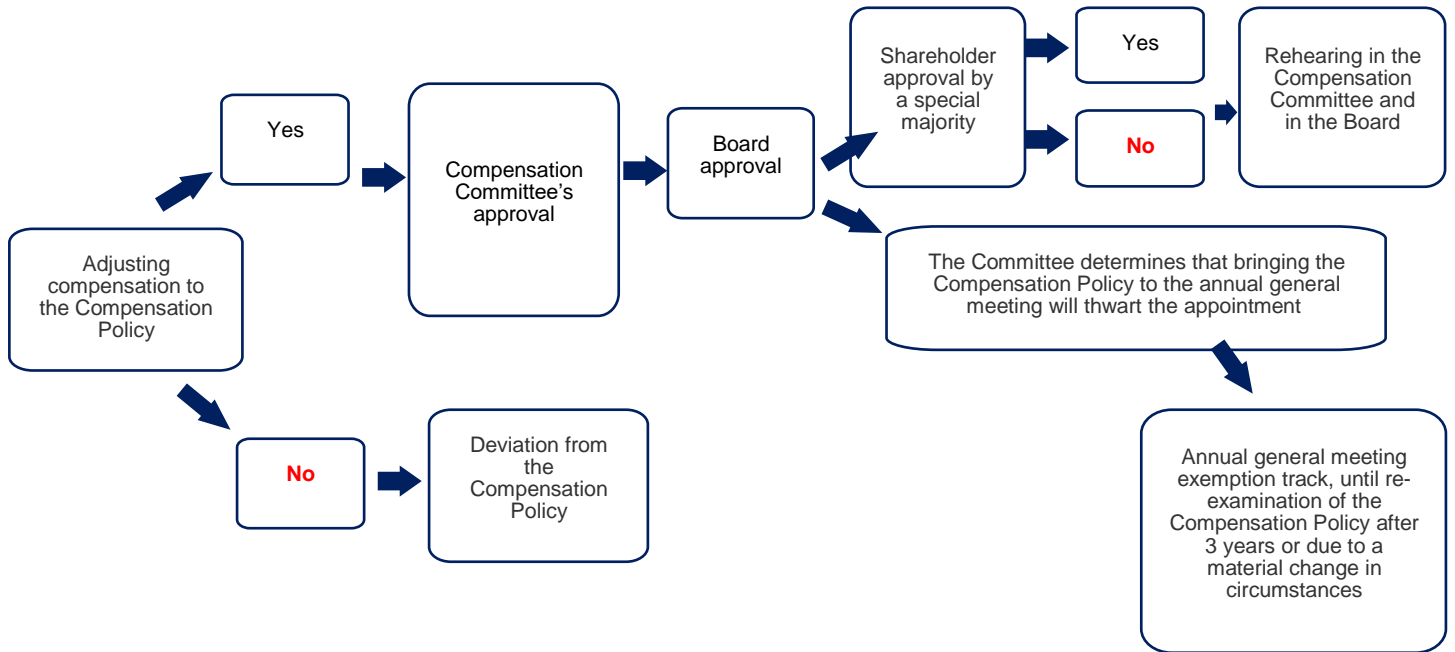 Adjusting
compensation to
the Compensation
Policy
Yes
No
Compensation
Committee's
approval
Deviation from
the
Compensation
Policy
Board
approval
Shareholder
approval by
a special
majority
Yes
No
Rehearing in the
Compensation
Committee and
in the Board
The Committee determines that bringing the
Compensation Policy to the annual general
meeting will thwart the appointment
Annual general meeting
exemption track, until re-
examination of the
Compensation Policy after
3 years or due to a
material change in
circumstances